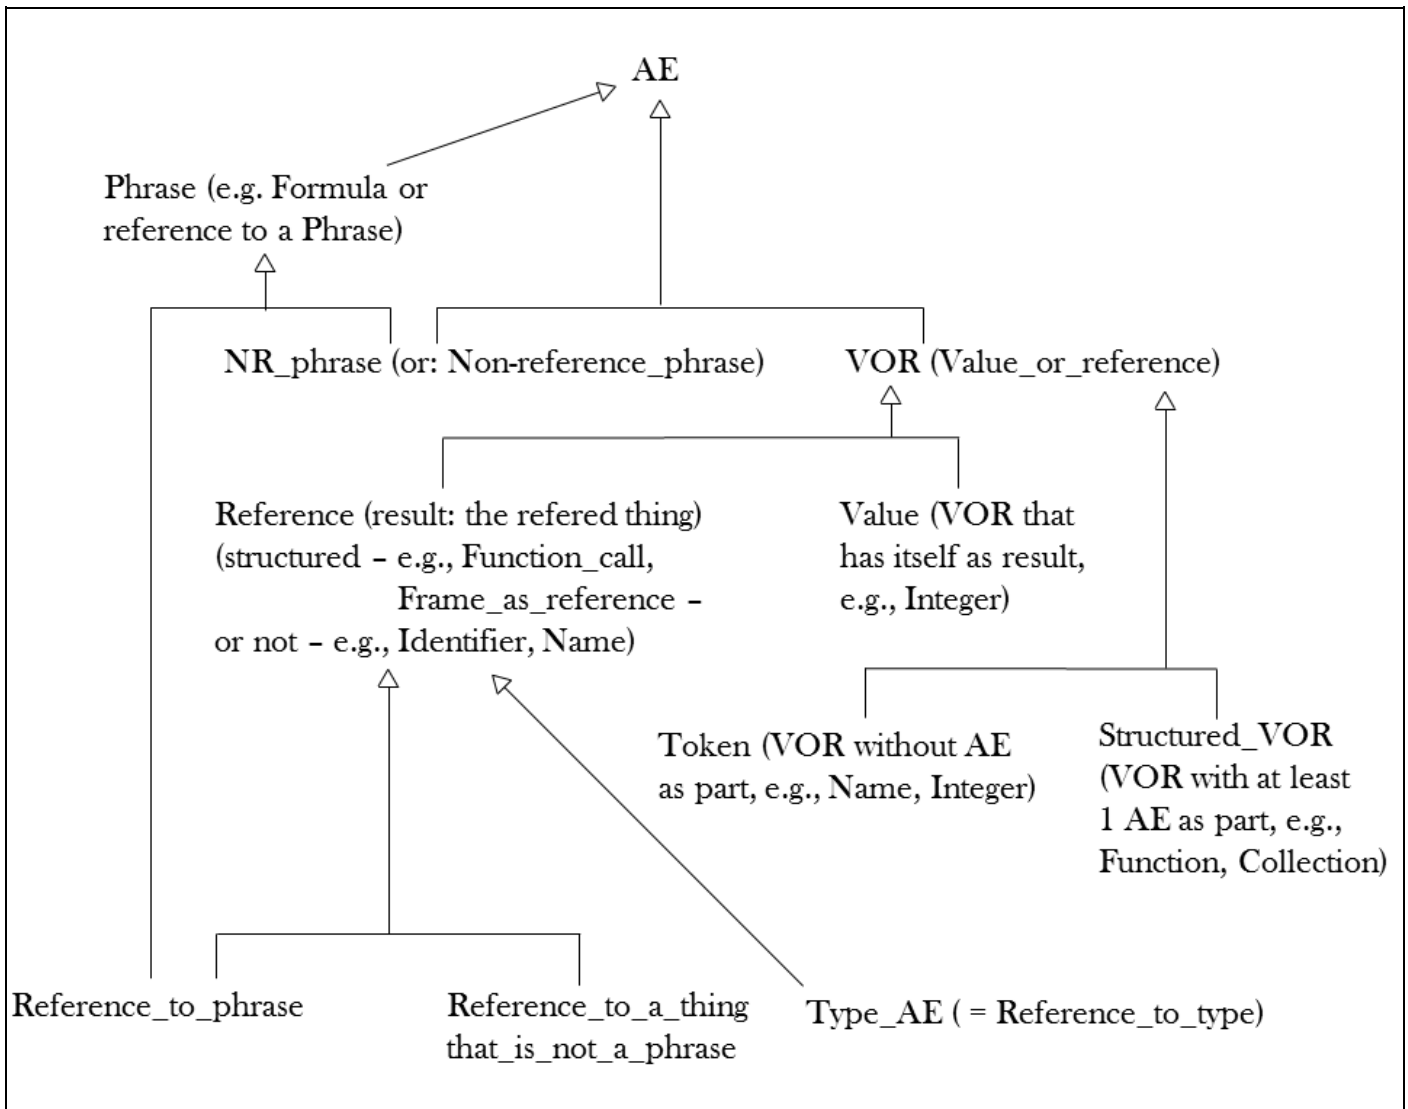 AE
Phrase (e.g. Formula or
reference to a Phrase)
NR_phrase (or: Non-reference_phrase)
VOR (Value_or_reference)
Reference (result: the refered thing)
(structured – e.g., Function_call,
Frame_as_reference –
or not – e.g., Identifier, Name)
Value (VOR that
has itself as result,
e.g., Integer)
Token (VOR without AE
as part, e.g., Name, Integer)
Structured_VOR
(VOR with at least
1 AE as part, e.g.,
Function, Collection)
Reference_to_phrase
Reference_to_a_thing
that_is_not_a_phrase
Type_AE ( = Reference_to_type)